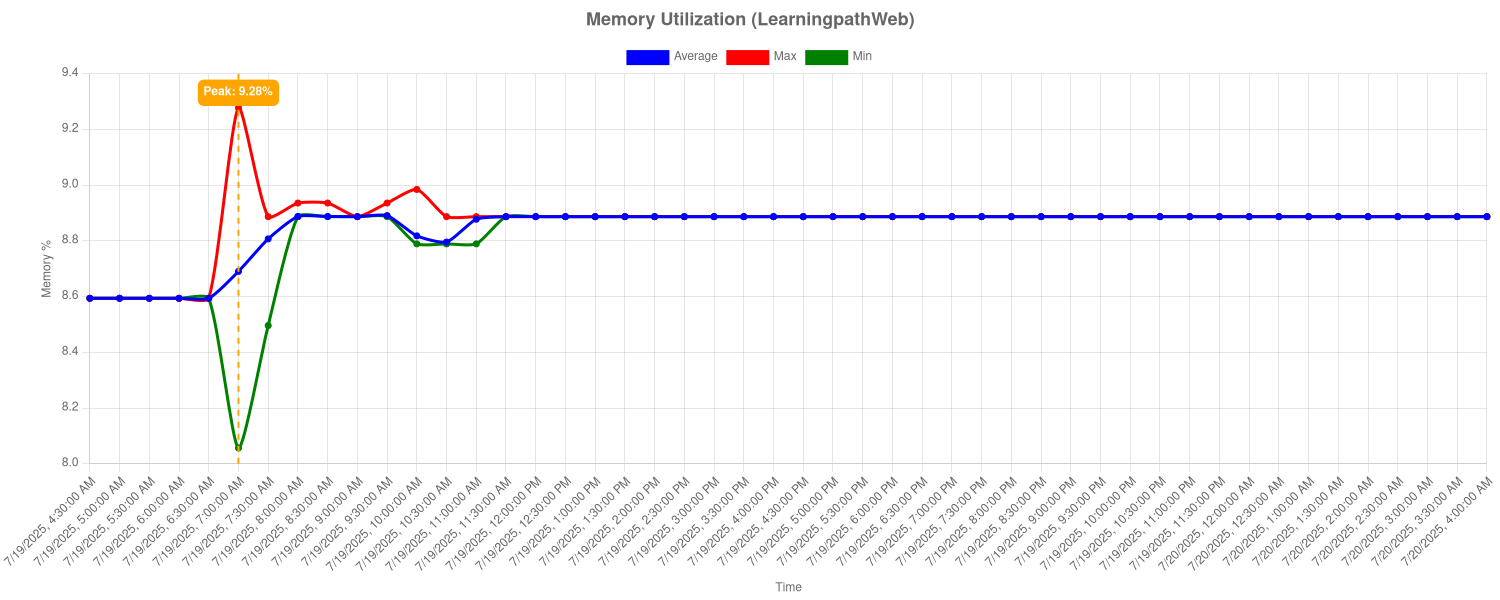 Memory Utilization (LearningpathWeb)
Average Max Min
Peak: 9.28%
9.4
9.2
9.0
8.8
8.6
8.4
8.2
8.0
Memory %
7/19/2025, 4:30:00 AM
7/19/2025, 5:00:00 AM
7/19/2025, 5:30:00 AM
7/19/2025, 6:00:00 AM
7/19/2025, 6:30:00 AM
7/19/2025, 7:00:00 AM
7/19/2025, 7:30:00 AM
7/19/2025, 8:00:00 AM
7/19/2025, 8:30:00 AM
7/19/2025, 9:00:00 AM
7/19/2025, 9:30:00 AM
7/19/2025, 10:00:00 AM
7/19/2025, 10:30:00 AM
7/19/2025, 11:00:00 AM
7/19/2025, 11:30:00 AM
7/19/2025, 12:00:00 PM
7/19/2025, 12:30:00 PM
7/19/2025, 1:00:00 PM
7/19/2025, 1:30:00 PM
7/19/2025, 2:00:00 PM
7/19/2025, 2:30:00 PM
7/19/2025, 3:00:00 PM
7/19/2025, 3:30:00 PM
7/19/2025, 4:00:00 PM
7/19/2025, 4:30:00 PM
7/19/2025, 5:00:00 PM
7/19/2025, 5:30:00 PM
7/19/2025, 6:00:00 PM
7/19/2025, 6:30:00 PM
7/19/2025, 7:00:00 PM
7/19/2025, 7:30:00 PM
7/19/2025, 8:00:00 PM
7/19/2025, 8:30:00 PM
7/19/2025, 9:00:00 PM
7/19/2025, 9:30:00 PM
7/19/2025, 10:00:00 PM
7/19/2025, 10:30:00 PM
7/19/2025, 11:00:00 PM
7/19/2025, 11:30:00 PM
7/20/2025, 12:00:00 AM
7/20/2025, 12:30:00 AM
7/20/2025, 1:00:00 AM
7/20/2025, 1:30:00 AM
7/20/2025, 2:00:00 AM
7/20/2025, 2:30:00 AM
7/20/2025, 3:00:00 AM
7/20/2025, 3:30:00 AM
7/20/2025, 4:00:00 AM
Time